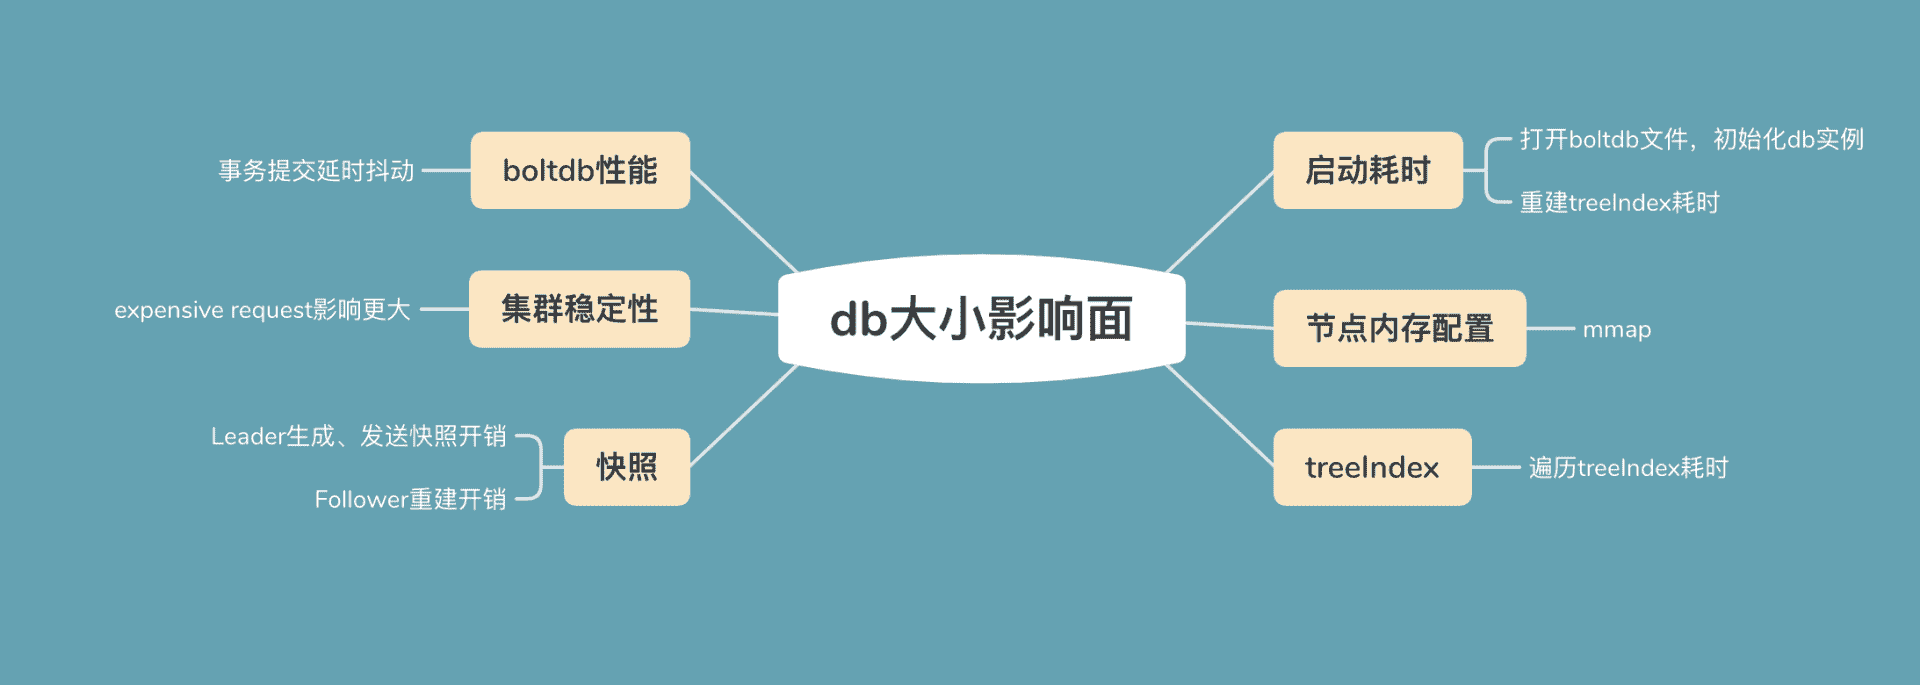 db大小影响面
启动耗时
打开boltdb文件，初始化db实例
重建treeIndex耗时
节点内存配置
mmap
treeIndex
遍历treeIndex耗时
boltdb性能
事务提交延时抖动
集群稳定性
expensive request影响更大
快照
Leader生成、发送快照开销
Follower重建开销